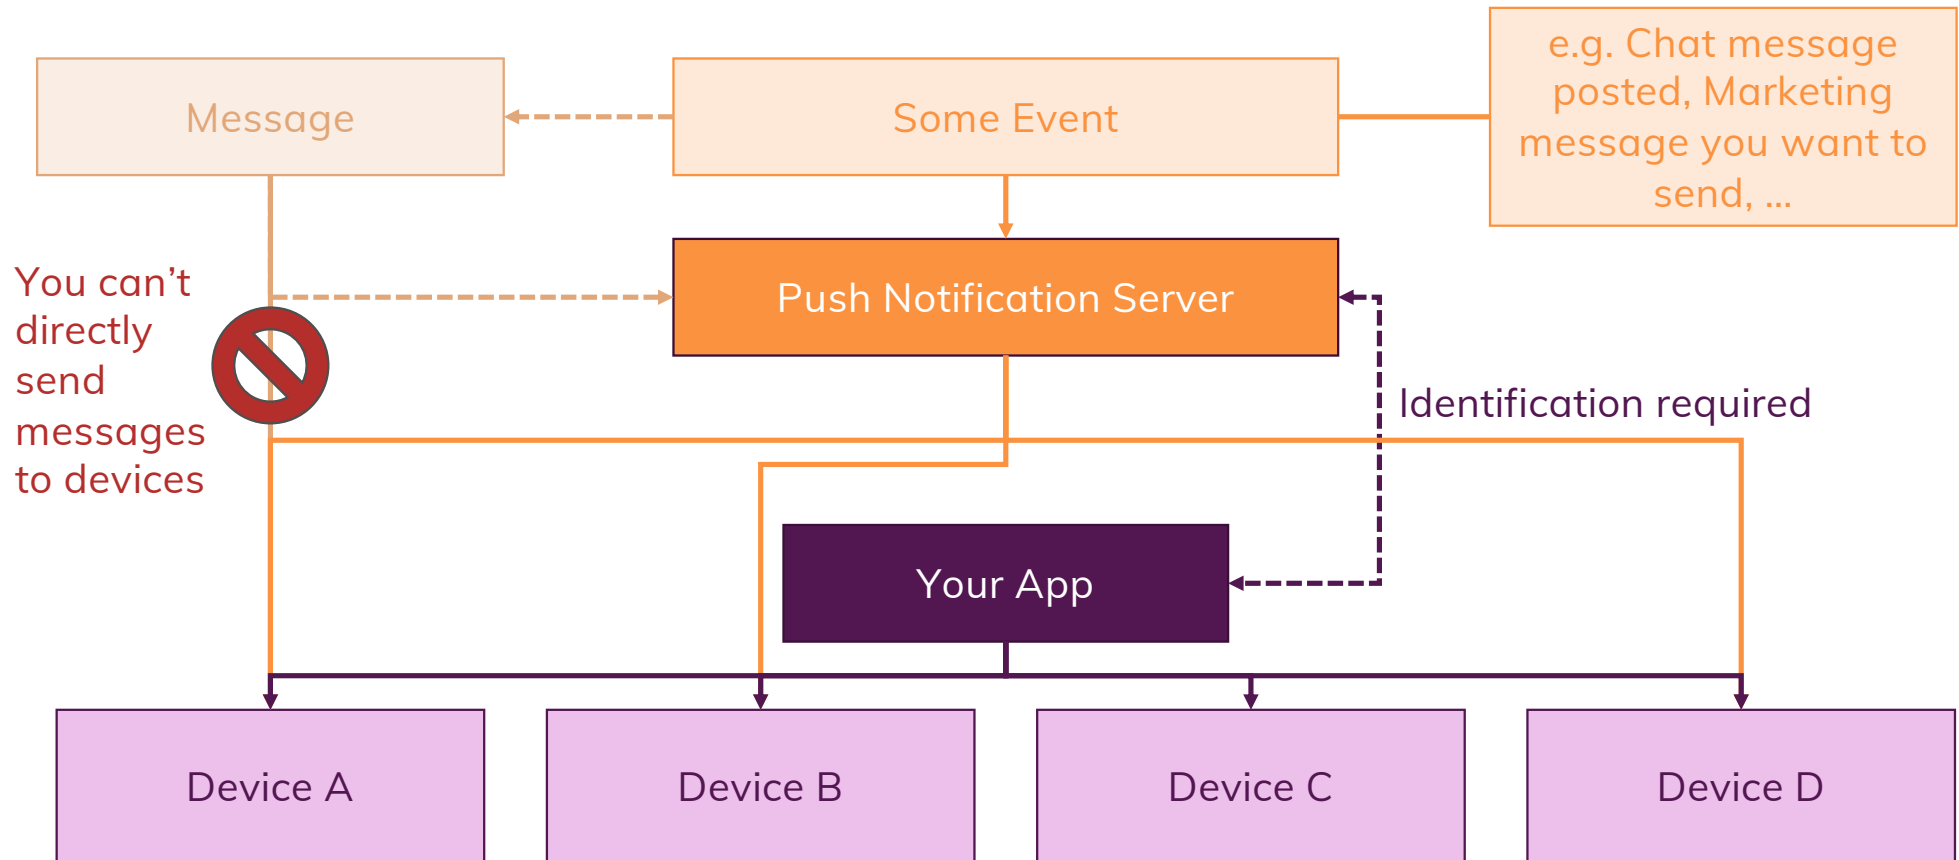 Message
Some Event
e.g. Chat message
posted, Marketing
message you want to
send, ...
You can’t
directly
send
messages
to devices
Push Notification Server
Identification required
Your App
Device A
Device B
Device C
Device D